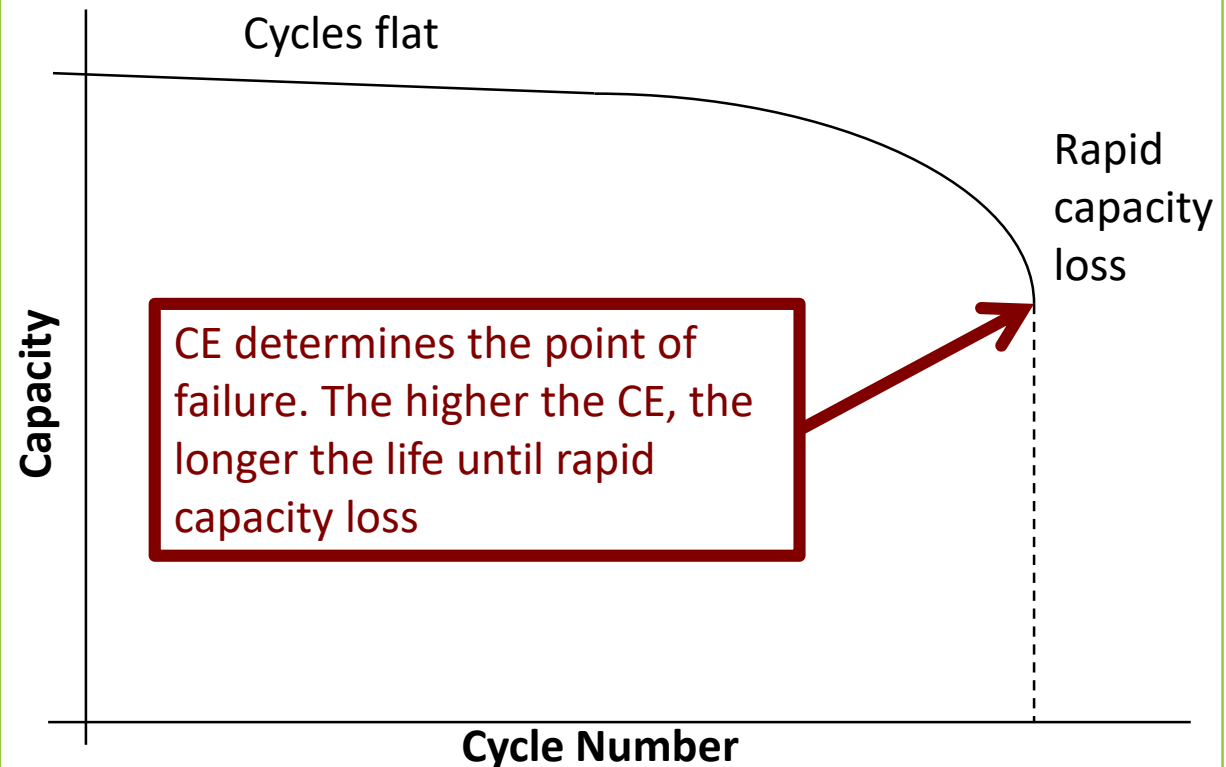 Cycles flat
Rapid
capacity
loss
CE determines the point of
failure. The higher the CE, the
longer the life until rapid
capacity loss
Capacity
Cycle Number